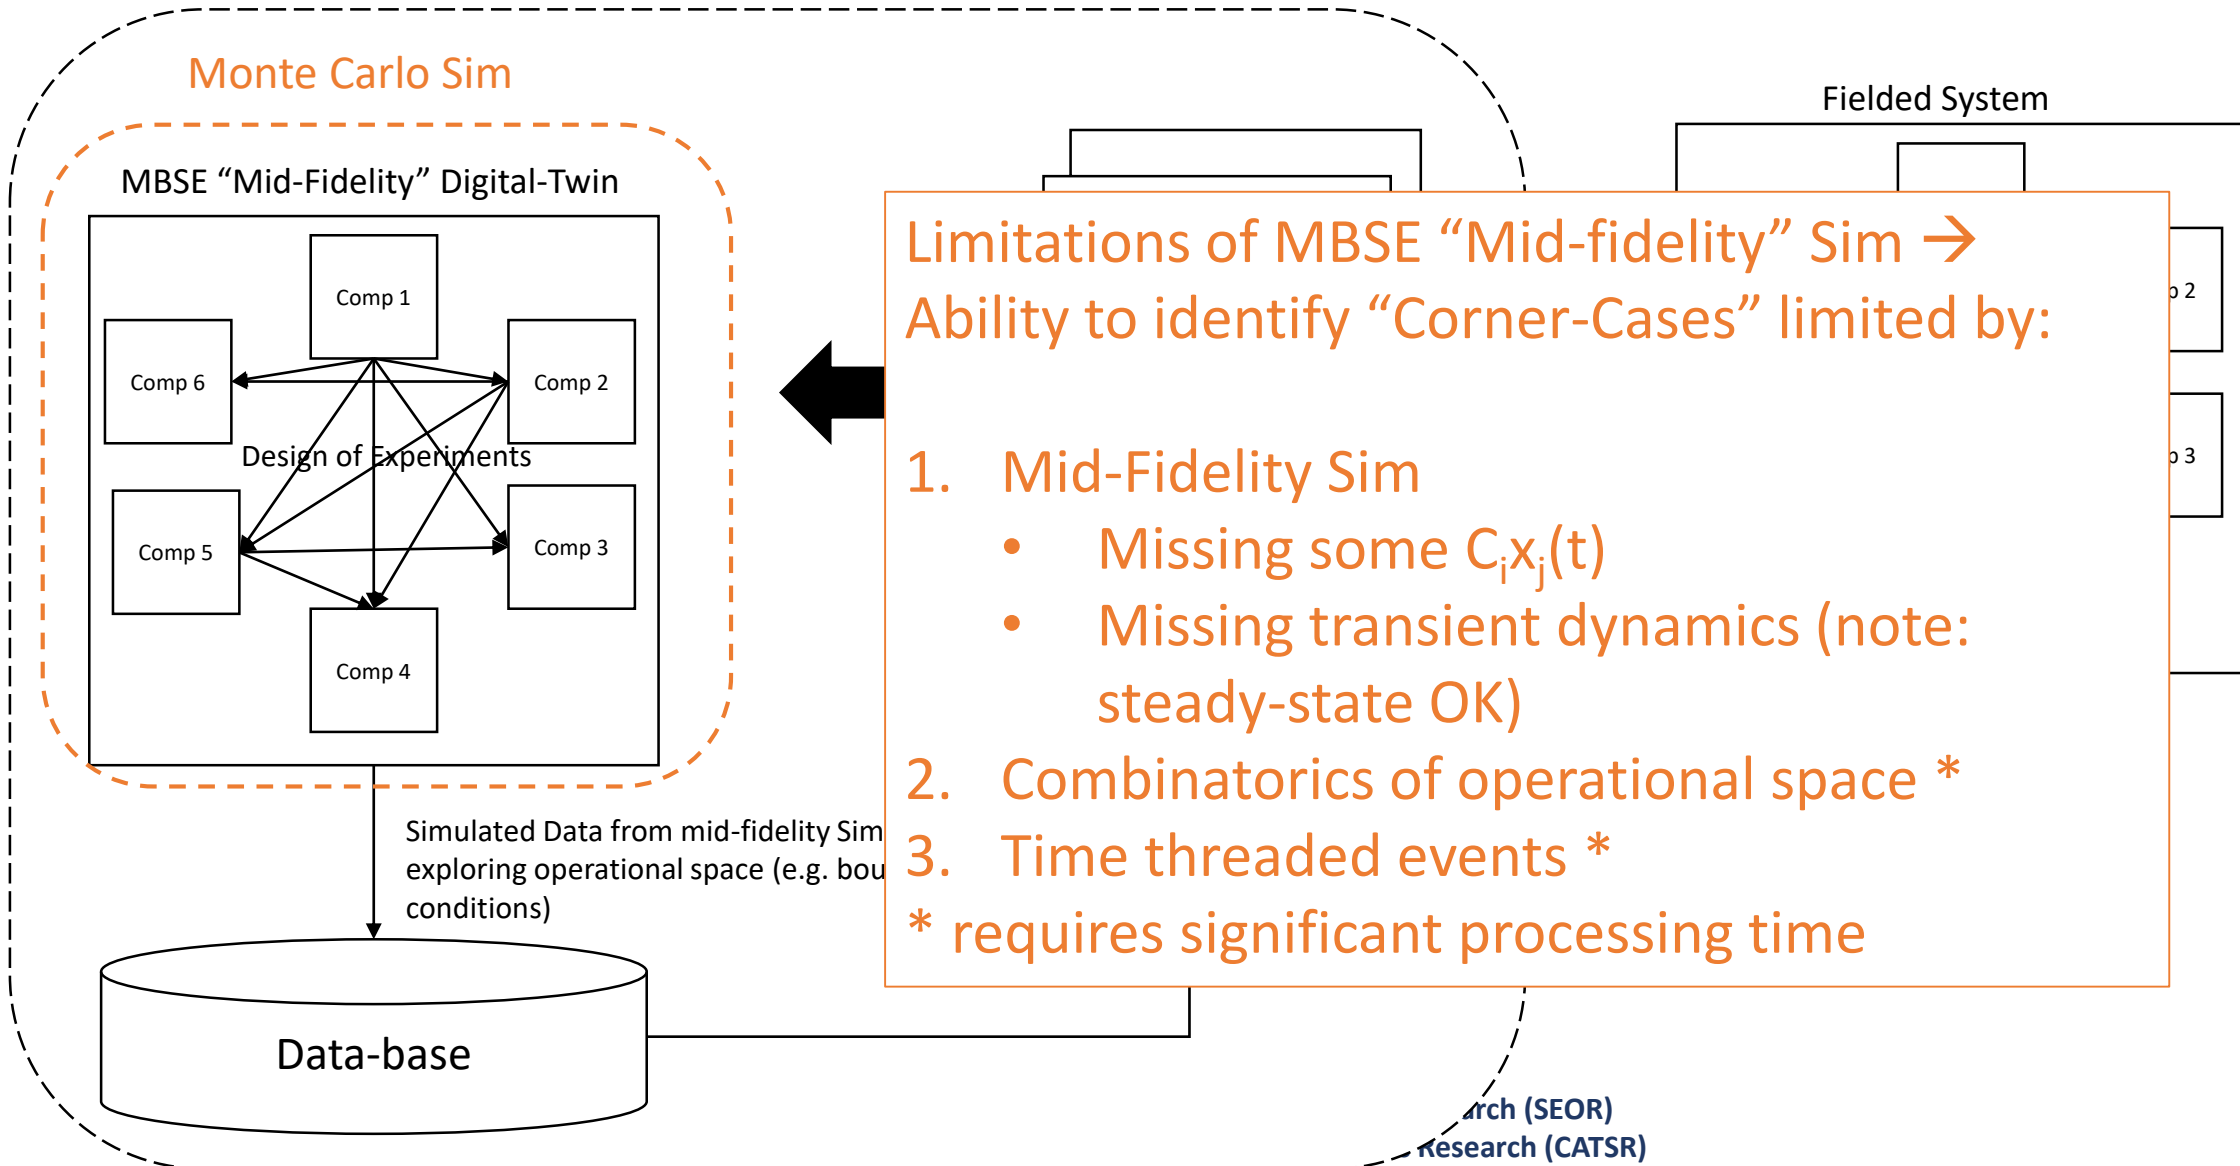 Monte Carlo Sim
MBSE “Mid-Fidelity” Digital-Twin
Comp 1
Comp 6
Comp 2
Design of Experiments
Comp 5
Comp 3
Comp 4
Simulated Data from mid-fidelity Sim
exploring operational space (e.g.
conditions)
Data-base
Fielded System
2
3
Limitations of MBSE “Mid-fidelity” Sim →
Ability to identify “Corner-Cases” limited by:
1. Mid-Fidelity Sim
• Missing some Cᵢxⱼ(t)
• Missing transient dynamics (note:
steady-state OK)
2. Combinatorics of operational space *
3. Time threaded events *
* requires significant processing time
(SEOR)
Research (CATSR)